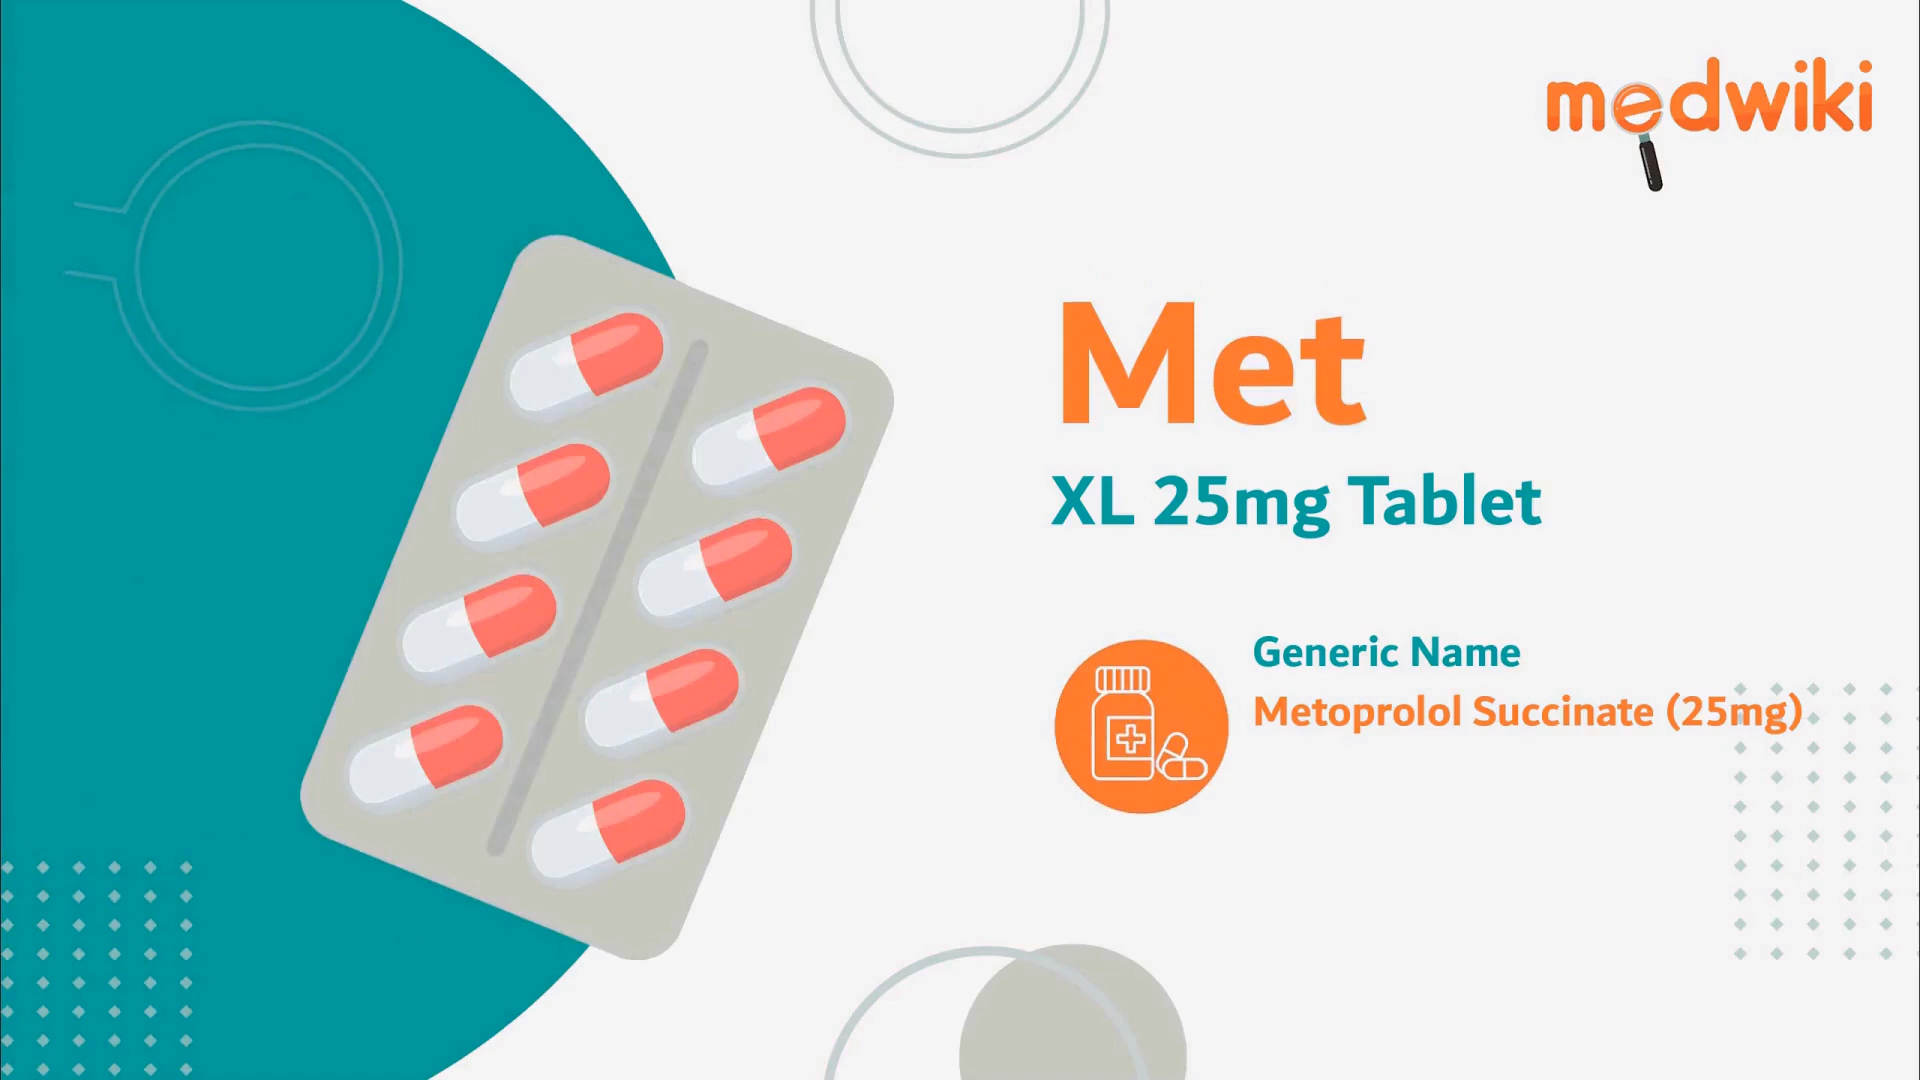 medwiki
Met
XL 25mg Tablet
Generic Name
Metoprolol Succinate (25mg)